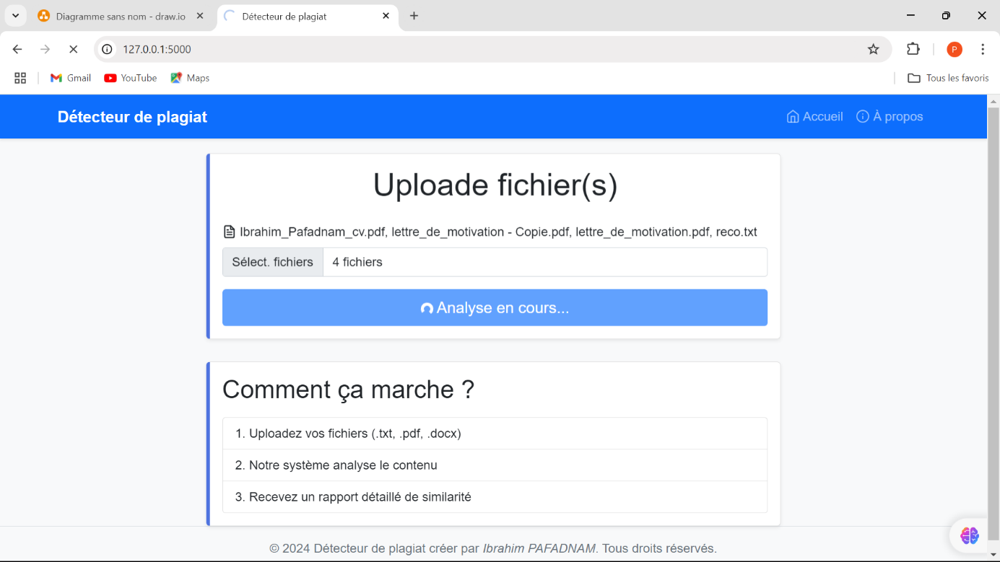 Diagramme sans nom - draw.io
Détecteur de plagiat
127.0.0.1:5000
P
Gmail
YouTube
Maps
Tous les favoris
Détecteur de plagiat
Accueil
À propos
Uploade fichier(s)
Ibrahim_Pafadnam_cv.pdf, lettre_de_motivation - Copie.pdf, lettre_de_motivation.pdf, reco.txt
Sélect. fichiers
4 fichiers
Analyse en cours...
Comment ça marche ?
1. Uploadez vos fichiers (.txt, .pdf, .docx)
2. Notre système analyse le contenu
3. Recevez un rapport détaillé de similarité
© 2024 Détecteur de plagiat créer par Ibrahim PAFADNAM. Tous droits réservés.